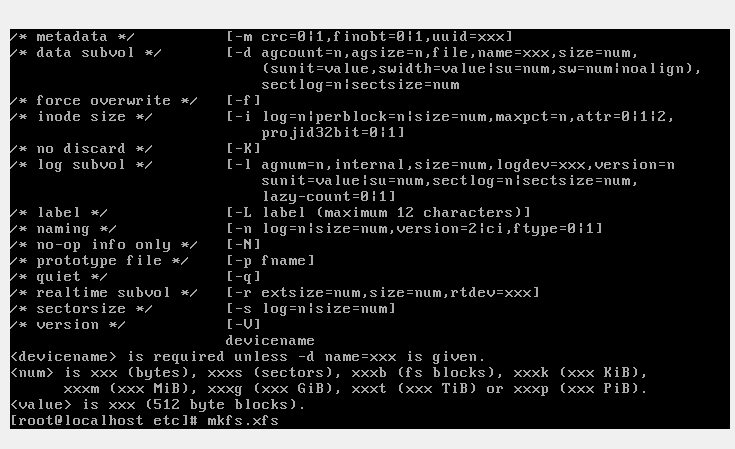 /* metadata */ [-m crc=0|1,finobt=0|1,uuid=xxx]
/* data subvol */ [-d agcount=n,agsize=n,file,name=xxx,size=num,
(sunit=value,swidth=value|su=num,sw=num|noalign),
sectlog=n|sectsize=num
/* force overwrite */ [-f]
/* inode size */ [-i log=n|perblock=n|size=num,maxpct=n,attr=0|1|2,
projid32bit=0|1]
/* no discard */ [-K]
/* log subvol */ [-l agnum=n,internal,size=num,logdev=xxx,version=n
sunit=value|su=num,sectlog=n|sectsize=num,
lazy-count=0|1]
/* label */ [-L label (maximum 12 characters)]
/* naming */ [-n log=n|size=num,version=2|ci,ftype=0|1]
/* no-op info only */ [-N]
/* prototype file */ [-p fname]
/* quiet */ [-q]
/* realtime subvol */ [-r extsize=num,size=num,rtdev=xxx]
/* sectorsize */ [-s log=n|size=num]
/* version */ [-V]
devicename
<devicename> is required unless -d name=xxx is given.
<num> is xxx (bytes), xxxs (sectors), xxxb (fs blocks), xxxk (xxx KiB),
xxxm (xxx MiB), xxxg (xxx GiB), xxxt (xxx TiB) or xxxp (xxx PiB).
<value> is xxx (512 byte blocks).
[root@localhost etc]# mkfs.xfs